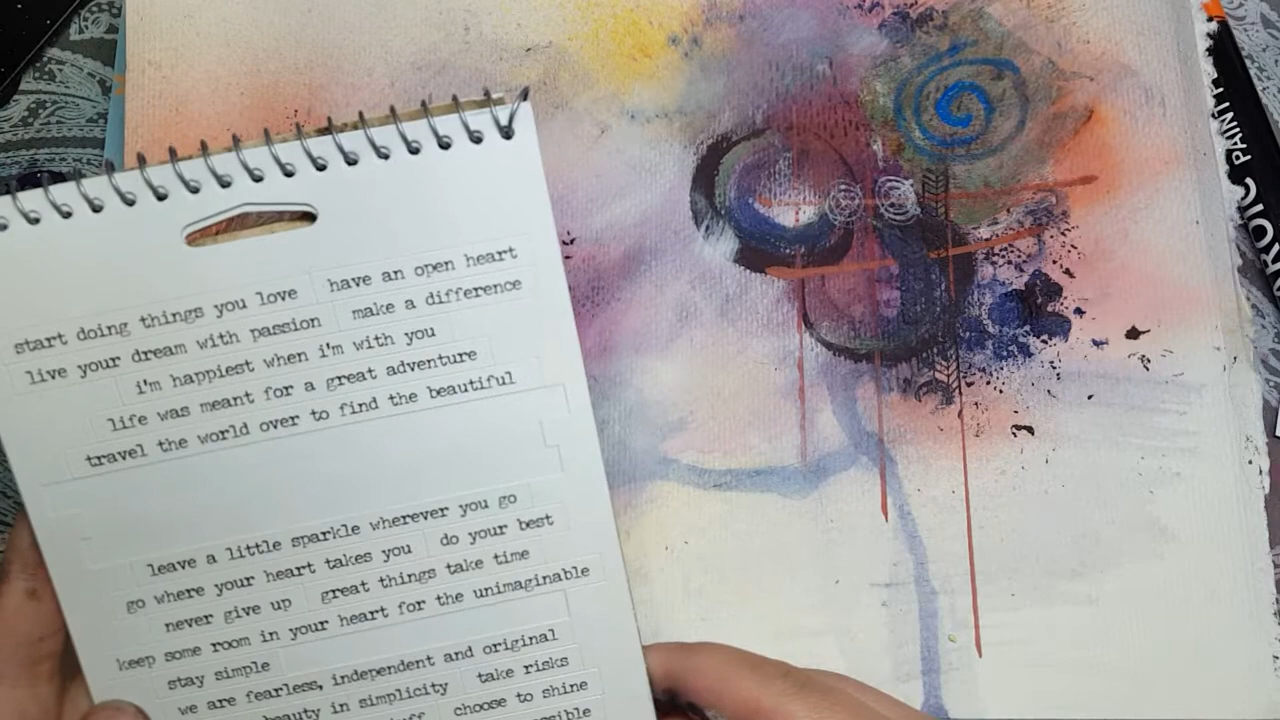 start doing things you love have an open heart
live your dream with passion make a difference
i'm happiest when i'm with you
life was meant for a great adventure
travel the world over to find the beautiful
leave a little sparkle wherever you go
go where your heart takes you do your best
never give up great things take time
keep some room in your heart for the unimaginable
stay simple
we are fearless, independent and original
beauty in simplicity take risks
choose to shine
PAINTE